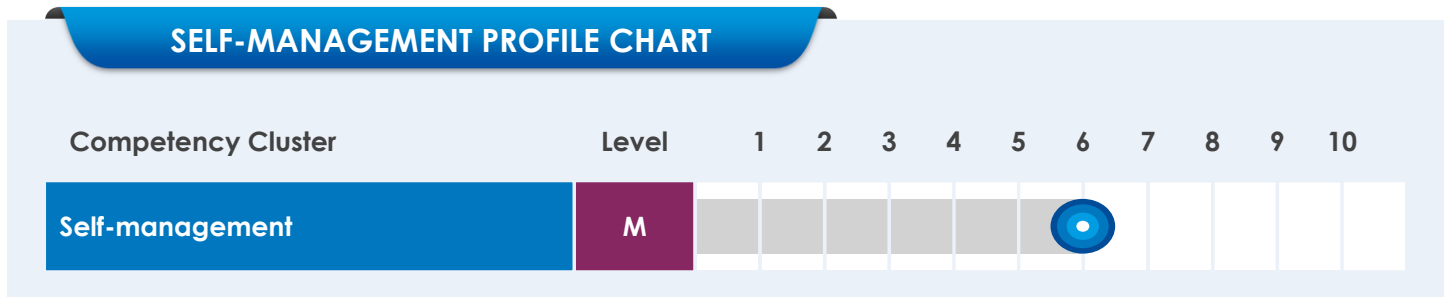 SELF-MANAGEMENT PROFILE CHART
Competency Cluster Level 1 2 3 4 5 6 7 8 9 10
Self-management M